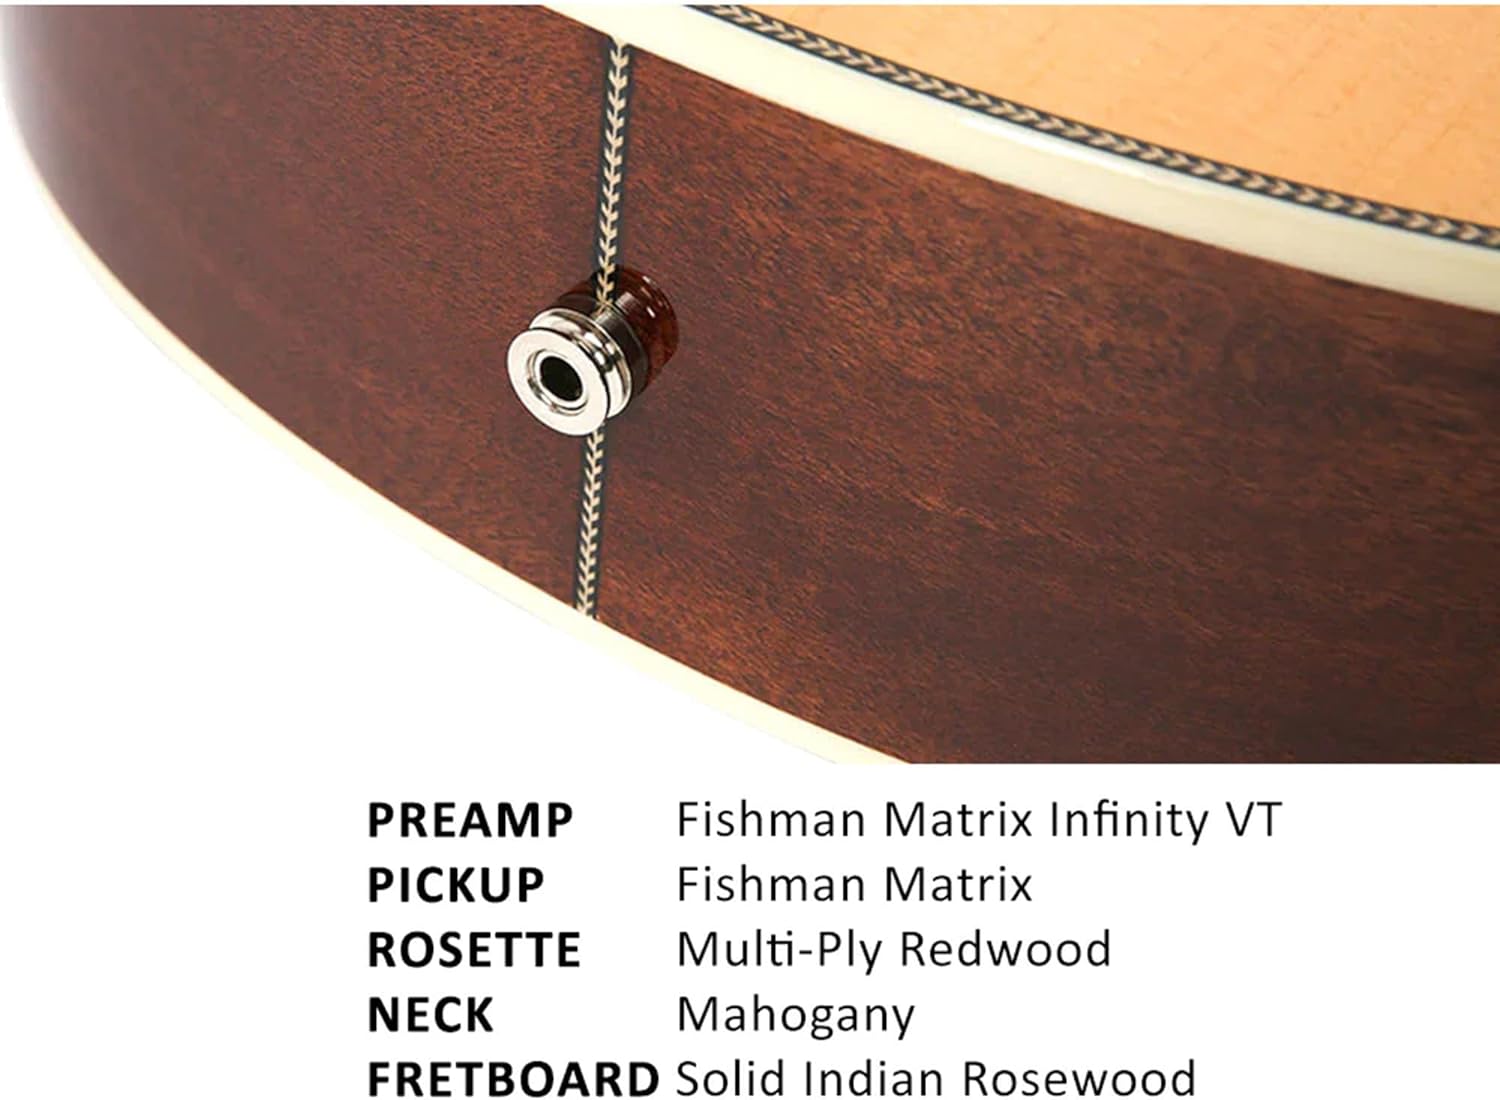 PREAMP Fishman Matrix Infinity VT
PICKUP Fishman Matrix
ROSETTE Multi-Ply Redwood
NECK Mahogany
FRETBOARD Solid Indian Rosewood